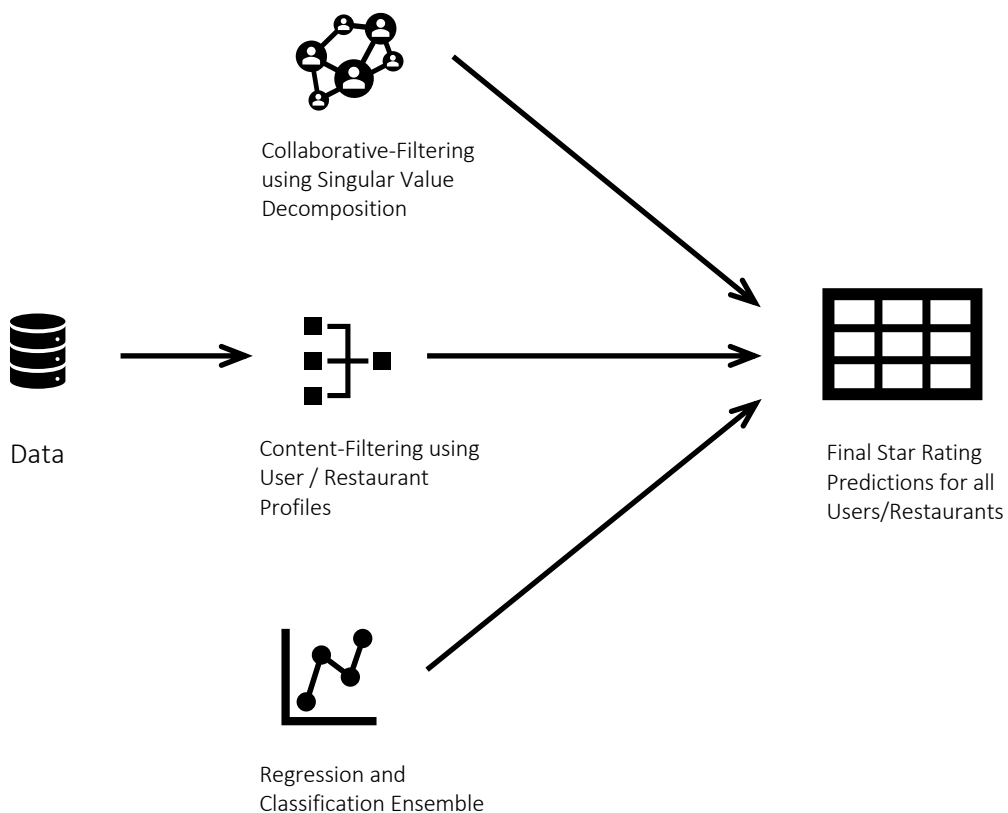 Collaborative-Filtering
using Singular Value
Decomposition
Data
Content-Filtering using
User / Restaurant
Profiles
Final Star Rating
Predictions for all
Users/Restaurants
Regression and
Classification Ensemble